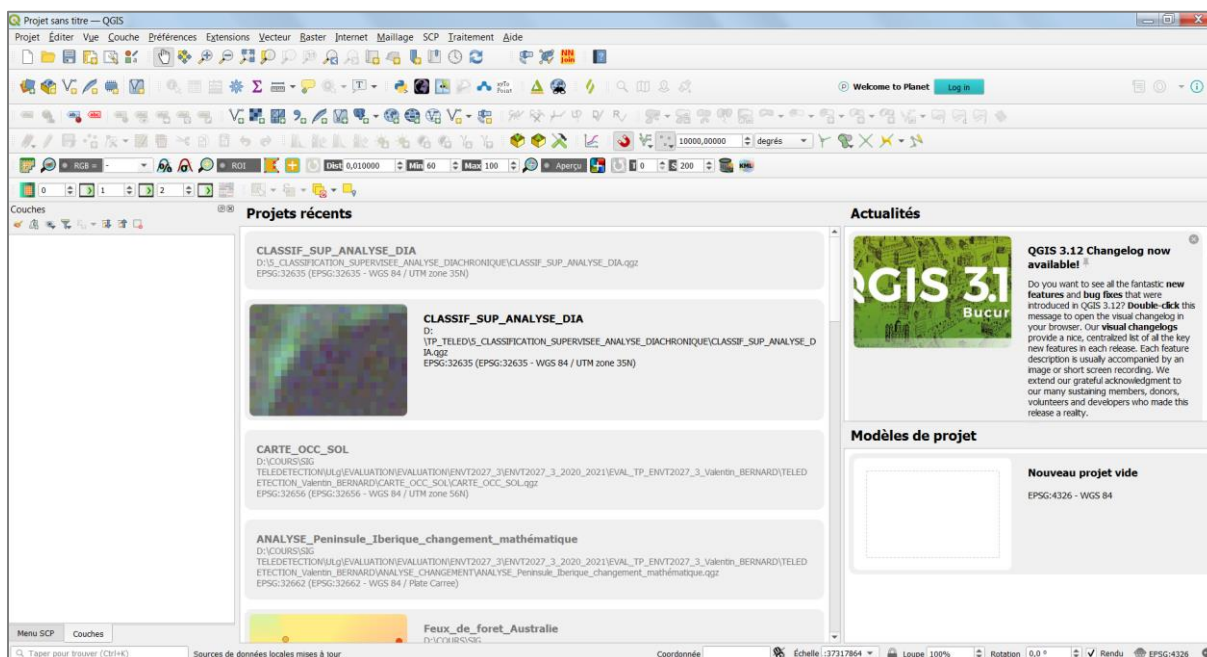 Projet sans titre — QGIS
Projet Éditer Vue Couche Préférences Extensions Vecteur Raster Internet Maillage SCP Traitement Aide
NN Join
Welcome to Planet Log in
10000,00000 degrés
RGB = - ROI Dist 0,010000 Min 60 Max 100 Aperçu T 0 S 200 KML
0 1 2
Couches
Projets récents
CLASSIF_SUP_ANALYSE_DIA
D:\5_CLASSIFICATION_SUPERVISEE_ANALYSE_DIACHRONIQUE\CLASSIF_SUP_ANALYSE_DIA.qgz
EPSG:32635 (EPSG:32635 - WGS 84 / UTM zone 35N)
CLASSIF_SUP_ANALYSE_DIA
D:
\TP_TELED\5_CLASSIFICATION_SUPERVISEE_ANALYSE_DIACHRONIQUE\CLASSIF_SUP_ANALYSE_D
IA.qgz
EPSG:32635 (EPSG:32635 - WGS 84 / UTM zone 35N)
CARTE_OCC_SOL
D:\COURS\SIG
TELEDETECTION\ULg\EVALUATION\EVALUATION\ENVT2027_3\ENVT2027_3_2020_2021\EVAL_TP_ENVT2027_3_Valentin_BERNARD\TELED
ETECTION_Valentin_BERNARD\CARTE_OCC_SOL\CARTE_OCC_SOL.qgz
EPSG:32656 (EPSG:32656 - WGS 84 / UTM zone 56N)
ANALYSE_Peninsule_Iberique_changement_mathématique
D:\COURS\SIG
TELEDETECTION\ULg\EVALUATION\EVALUATION\ENVT2027_3\ENVT2027_3_2020_2021\EVAL_TP_ENVT2027_3_Valentin_BERNARD\TELED
ETECTION_Valentin_BERNARD\ANALYSE_CHANGEMENT\ANALYSE_Peninsule_Iberique_changement_mathématique.qgz
EPSG:32662 (EPSG:32662 - WGS 84 / Plate Carree)
Feux_de_foret_Australie
D:\COURS\SIG
Actualités
QGIS 3.1
Bucur
QGIS 3.12 Changelog now
available!
Do you want to see all the fantastic new
features and bug fixes that were
introduced in QGIS 3.12? Double-click this
message to open the visual changelog in
your browser. Our visual changelogs
provide a nice, centralized list of all the key
new features in each release. Each feature
description is usually accompanied by an
image or short screen recording. We
extend our grateful acknowledgment to
our many sustaining members, donors,
volunteers and developers who made this
release a reality.
Modèles de projet
Nouveau projet vide
EPSG:4326 - WGS 84
Menu SCP Couches
Taper pour trouver (Ctrl+K) Sources de données locales mises à jour Coordonnée Échelle :37317864 Loupe 100% Rotation 0,0 ° Rendu EPSG:4326